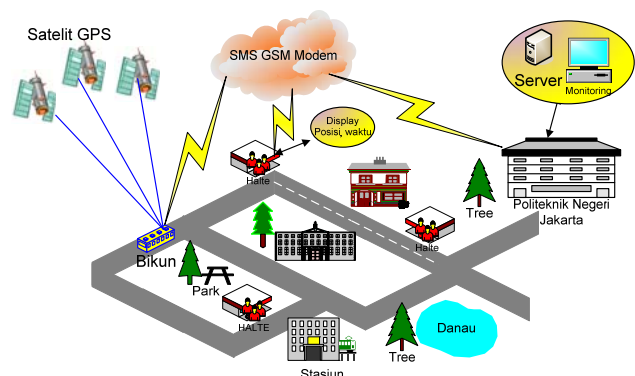 Satelit GPS
SMS GSM Modem
Server
Monitoring
Display
Posisi, waktu
Halte
Tree
Politeknik Negeri
Jakarta
Halte
Bikun
Park
HALTE
Danau
Tree
Stasiun